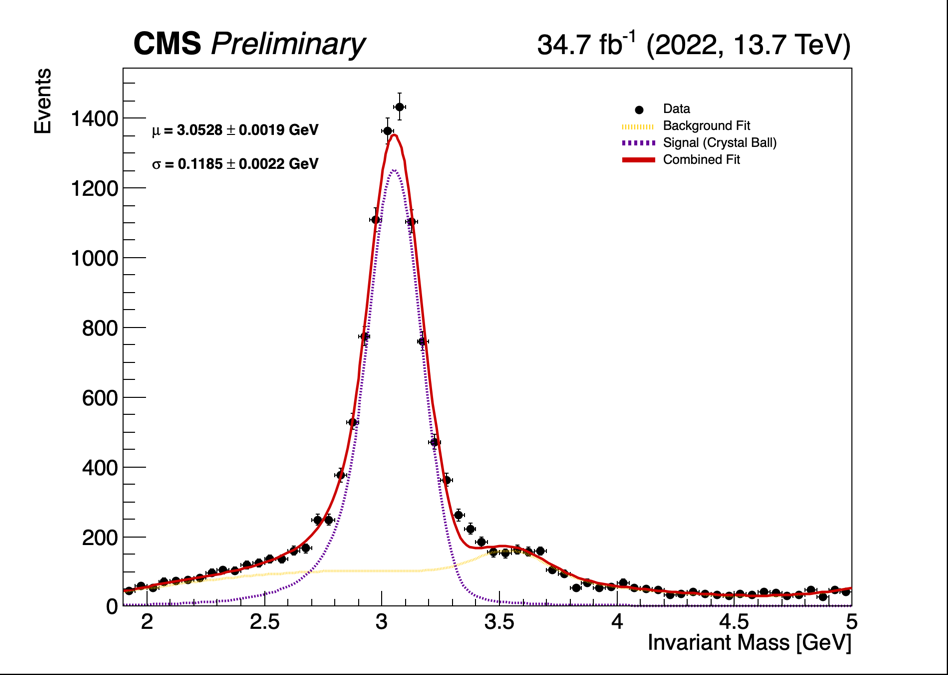 CMS Preliminary
34.7 fb⁻¹ (2022, 13.7 TeV)
Events
1400
1200
1000
800
600
400
200
0
μ = 3.0528 ± 0.0019 GeV
σ = 0.1185 ± 0.0022 GeV
Data
Background Fit
Signal (Crystal Ball)
Combined Fit
2 2.5 3 3.5 4 4.5 5
Invariant Mass [GeV]